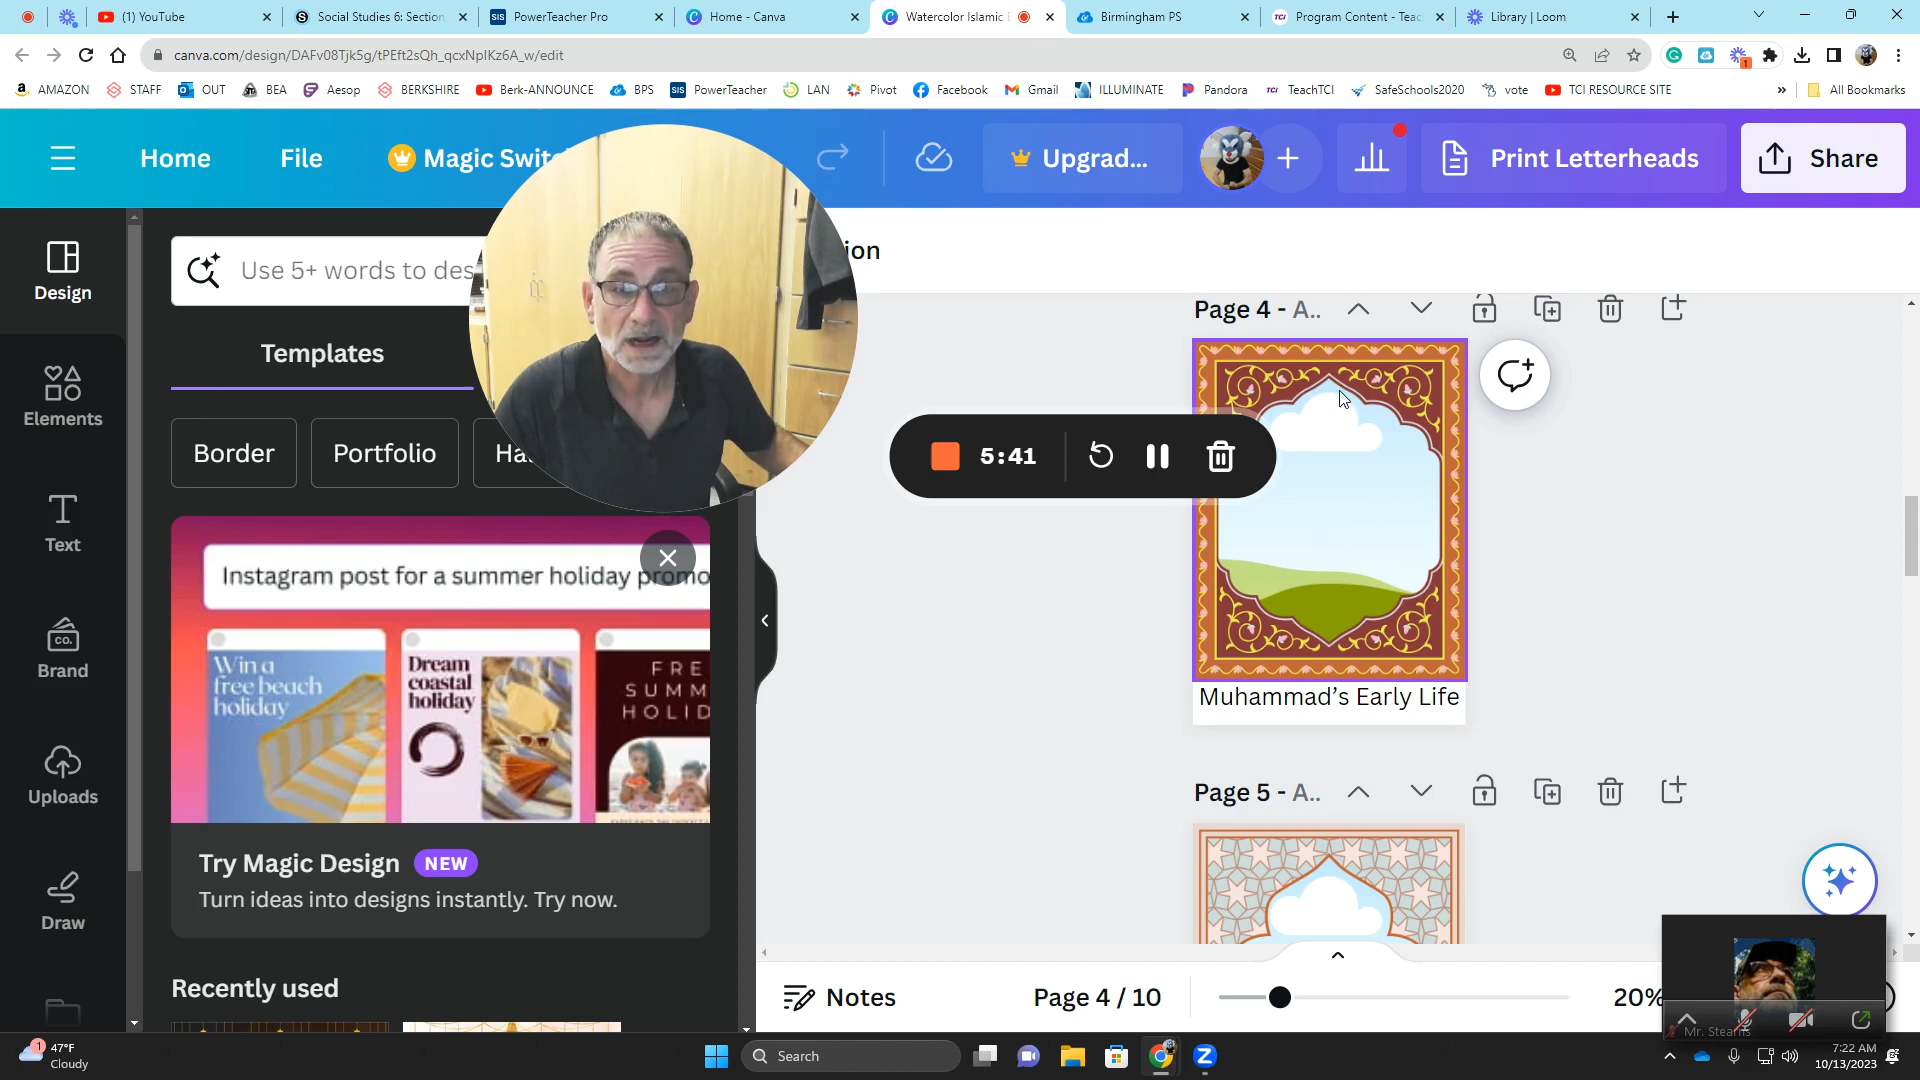 (1) YouTube
Social Studies 6: Section
PowerTeacher Pro
Home - Canva
Watercolor Islamic
Birmingham PS
Program Content - Teac
Library | Loom
canva.com/design/DAFv08Tjk5g/tPEft2sQh_qcxNplKz6A_w/edit
AMAZON
STAFF
OUT
BEA
Aesop
BERKSHIRE
Berk-ANNOUNCE
BPS
PowerTeacher
LAN
Pivot
Facebook
Gmail
ILLUMINATE
Pandora
TeachTCI
SafeSchools2020
vote
TCI RESOURCE SITE
All Bookmarks
Home
File
Magic Switc
Upgrad...
Print Letterheads
Share
Design
Elements
Text
Brand
Uploads
Draw
Use 5+ words to des
ion
Templates
Border
Portfolio
Ha
Instagram post for a summer holiday promo
Win a
free beach
holiday
Dream
coastal
holiday
FRE
SUMM
HOLID
Try Magic Design NEW
Turn ideas into designs instantly. Try now.
Recently used
Page 4 - A..
5:41
Muhammad's Early Life
Page 5 - A..
Notes
Page 4 / 10
20%
Mr. Stearns
1
47°F
Cloudy
Search
7:22 AM
10/13/2023